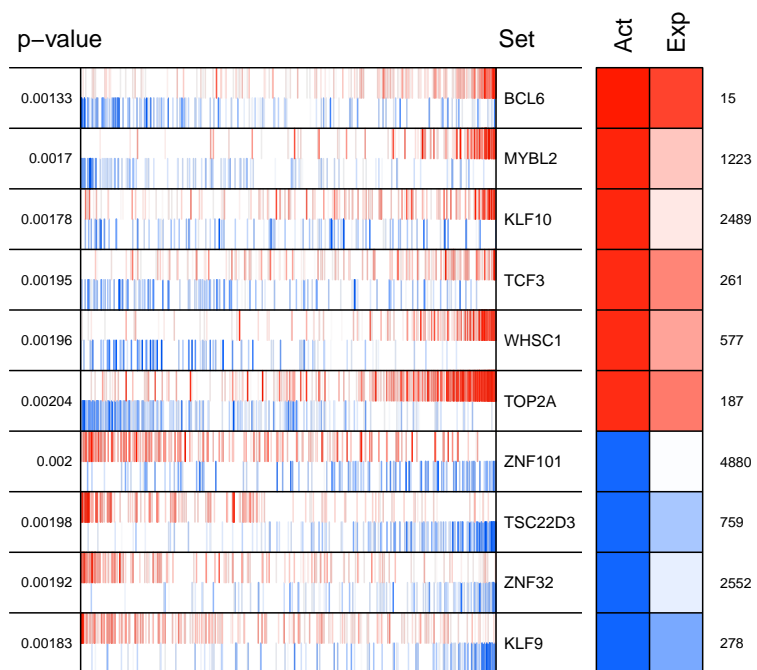 p−value Set Act Exp
0.00133 BCL6 15
0.0017 MYBL2 1223
0.00178 KLF10 2489
0.00195 TCF3 261
0.00196 WHSC1 577
0.00204 TOP2A 187
0.002 ZNF101 4880
0.00198 TSC22D3 759
0.00192 ZNF32 2552
0.00183 KLF9 278